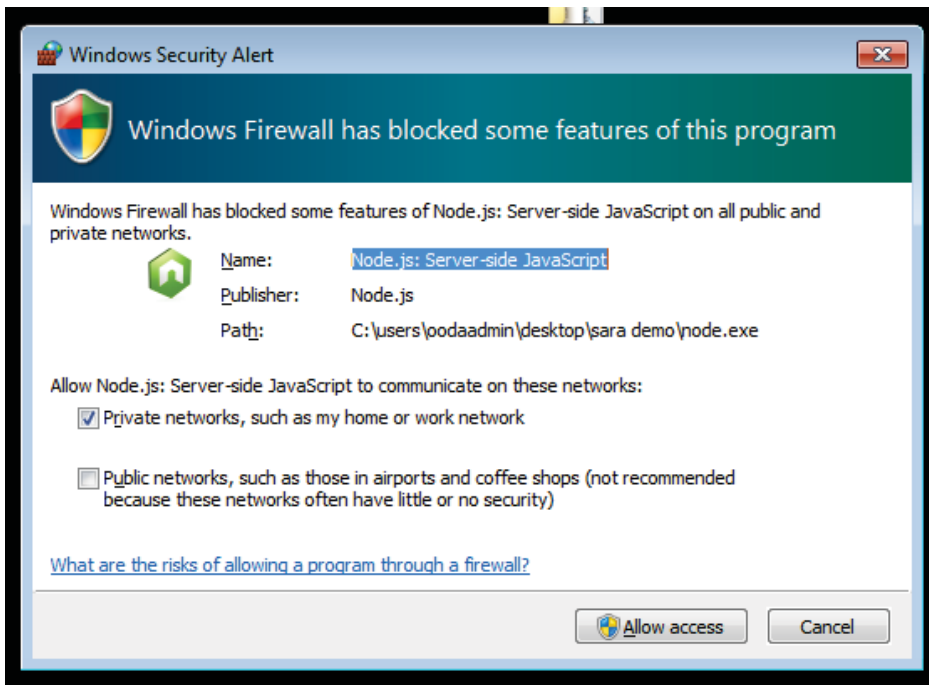 Windows Security Alert
Windows Firewall has blocked some features of this program
Windows Firewall has blocked some features of Node.js: Server-side JavaScript on all public and
private networks.
Name: Node.js: Server-side JavaScript
Publisher: Node.js
Path: C:\users\oodaadmin\desktop\sara demo\node.exe
Allow Node.js: Server-side JavaScript to communicate on these networks:
Private networks, such as my home or work network
Public networks, such as those in airports and coffee shops (not recommended
because these networks often have little or no security)
What are the risks of allowing a program through a firewall?
Allow access Cancel